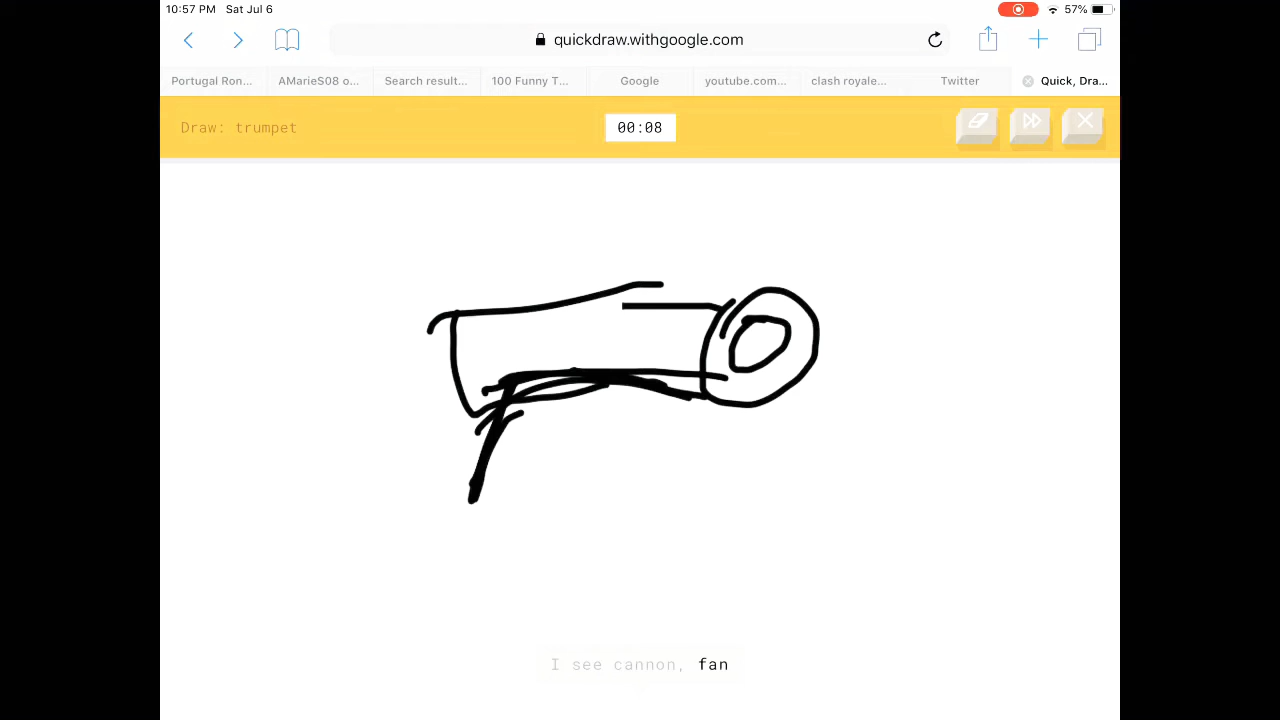 10:57 PM Sat Jul 6 57%
quickdraw.withgoogle.com
Portugal Ron... AMarieS08 o... Search result... 100 Funny T... Google youtube.com... clash royale... Twitter Quick, Dra...
Draw: trumpet 00:08
I see cannon, fan